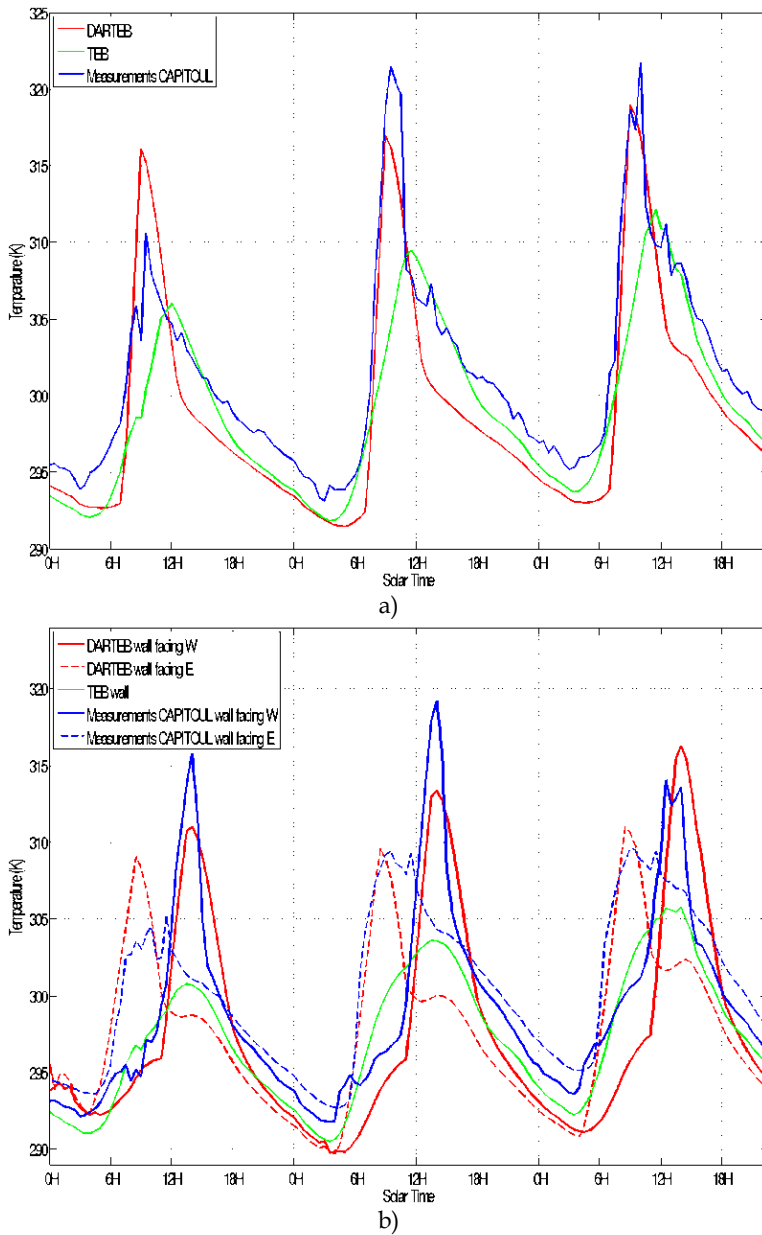 325
320
315
310
305
300
295
290
Temperature (K)
DARTEB
TEB
Measurements CAPITOUL
0H 6H 12H 18H 0H 6H 12H 18H 0H 6H 12H 18H
Solar Time
a)
320
315
310
305
300
295
290
Temperature (K)
DARTEB wall facing W
DARTEB wall facing E
TEB wall
Measurements CAPITOUL wall facing W
Measurements CAPITOUL wall facing E
0H 6H 12H 18H 0H 6H 12H 18H 0H 6H 12H 18H
Solar Time
b)